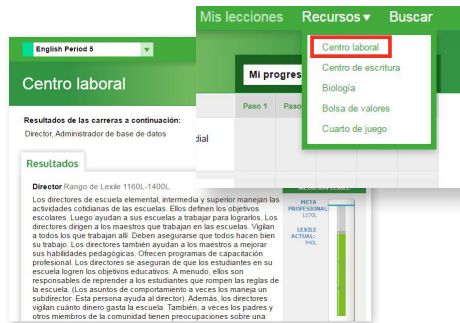 Mis lecciones Recursos ▾ Buscar
Centro laboral
Centro de escritura
Biología
Bolsa de valores
Cuarto de juego
Mi progres
Paso 1 Paso
dial
English Period 5
Centro laboral
Resultados de las carreras a continuación:
Director, Administrador de base de datos
Resultados
Director Rango de Lexile 1160L-1400L
Los directores de escuela elemental, intermedia y superior manejan las
actividades cotidianas de las escuelas. Ellos definen los objetivos
escolares. Luego ayudan a sus escuelas a trabajar para lograrlos. Los
directores dirigen a los maestros que trabajan en las escuelas. Vigilan
a todos los que trabajan allí. Deben asegurarse que todos hacen bien
su trabajo. Los directores también ayudan a los maestros a mejorar
sus habilidades pedagógicas. Ofrecen programas de capacitación
profesional. Los directores se aseguran de que los estudiantes en su
escuela logren los objetivos educativos. A menudo, ellos son
responsables de reprender a los estudiantes que rompen las reglas de
la escuela. (Los asuntos de comportamiento a veces los maneja un
subdirector. Esta persona ayuda al director). Además, los directores
vigilan cuánto dinero gasta la escuela. También, a veces los padres y
otros miembros de la comunidad tienen preocupaciones sobre una
META
PROFESIONAL:
1270L
LEXILE
ACTUAL:
940L